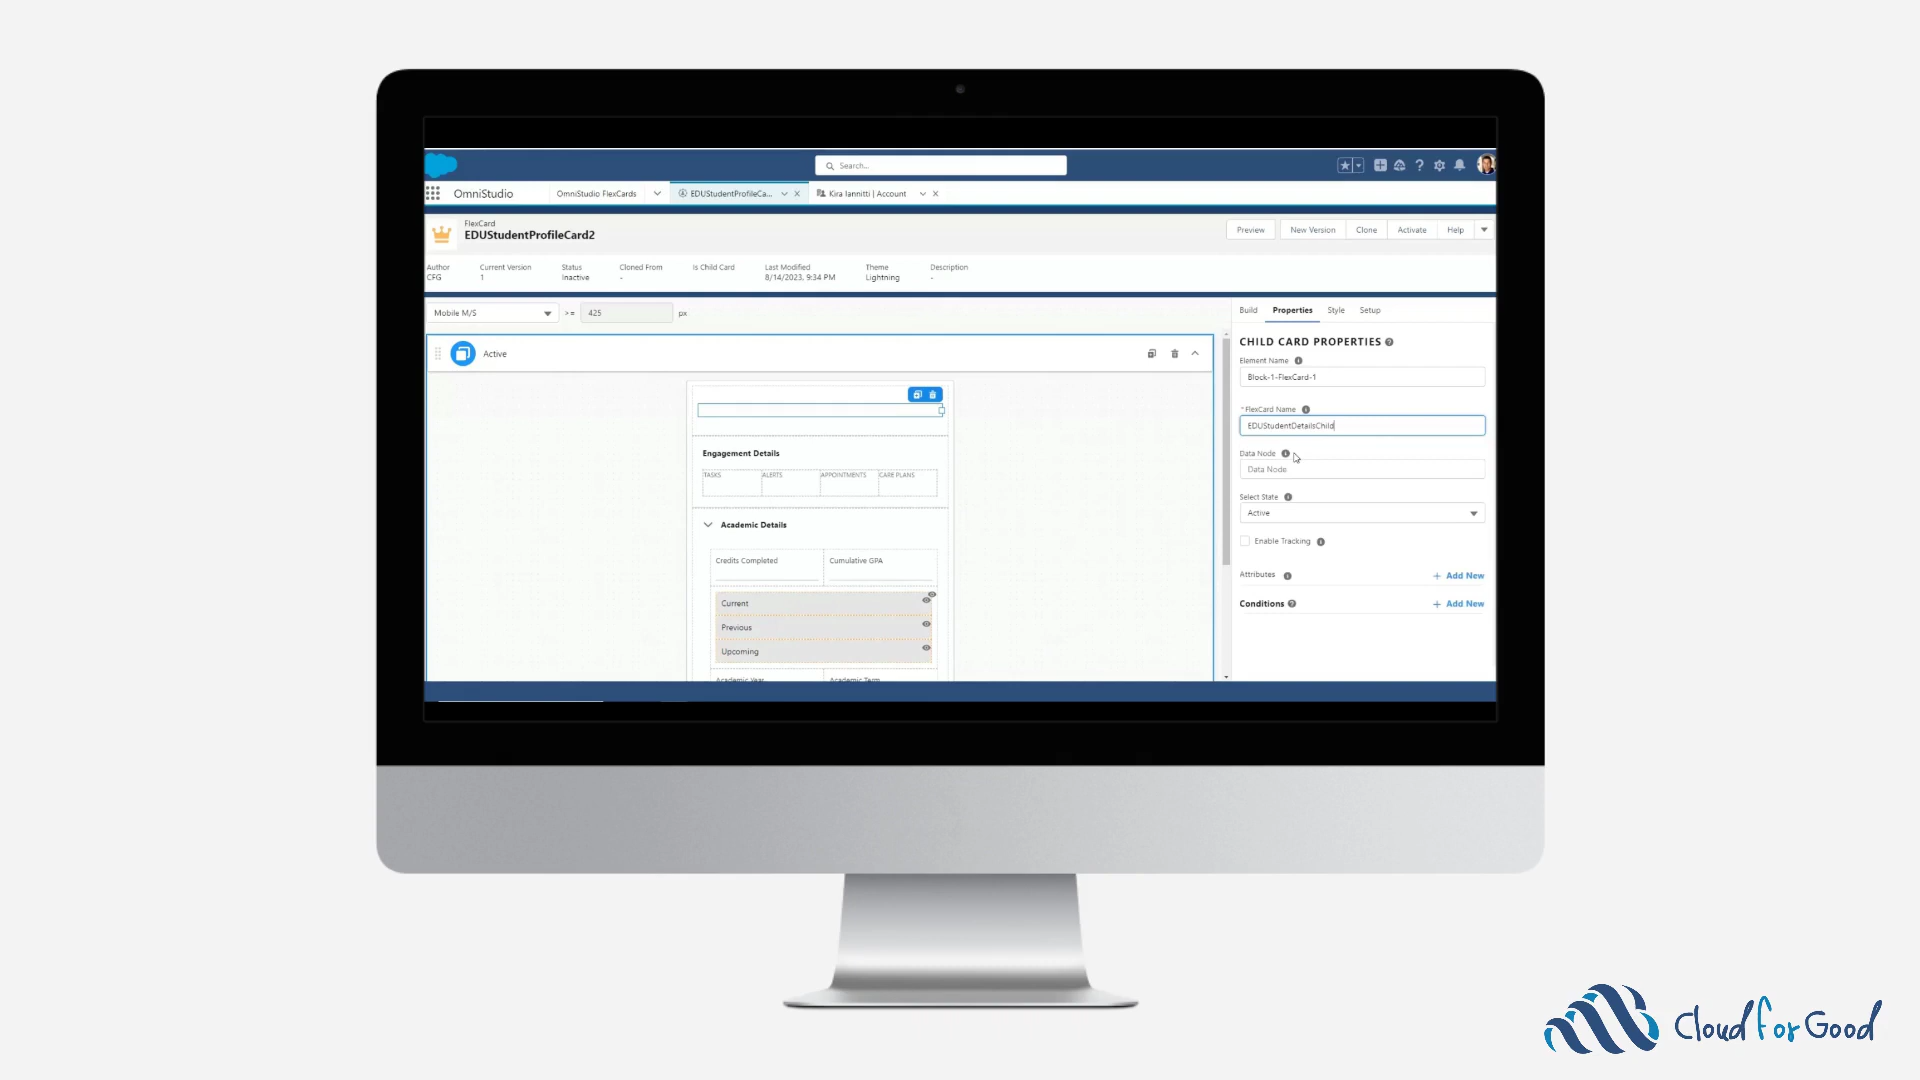 Search...
OmniStudio
OmniStudio FlexCards
EDUStudentProfileCa...
Kira Iannitti | Account
FlexCard
EDUStudentProfileCard2
Preview
New Version
Clone
Activate
Help
Author
Current Version
Status
Cloned From
Is Child Card
Last Modified
Theme
Description
CFG
1
Inactive
-
8/14/2023, 9:34 PM
Lightning
-
Mobile M/S
>=
425
px
Build
Properties
Style
Setup
Active
CHILD CARD PROPERTIES
Element Name
Block-1-FlexCard-1
*FlexCard Name
EDUStudentDetailsChild
Data Node
Data Node
Select State
Active
Enable Tracking
Attributes
+ Add New
Conditions
+ Add New
Engagement Details
TASKS
ALERTS
APPOINTMENTS
CARE PLANS
Academic Details
Credits Completed
Cumulative GPA
Current
Previous
Upcoming
Academic Year
Academic Term
Cloud for Good